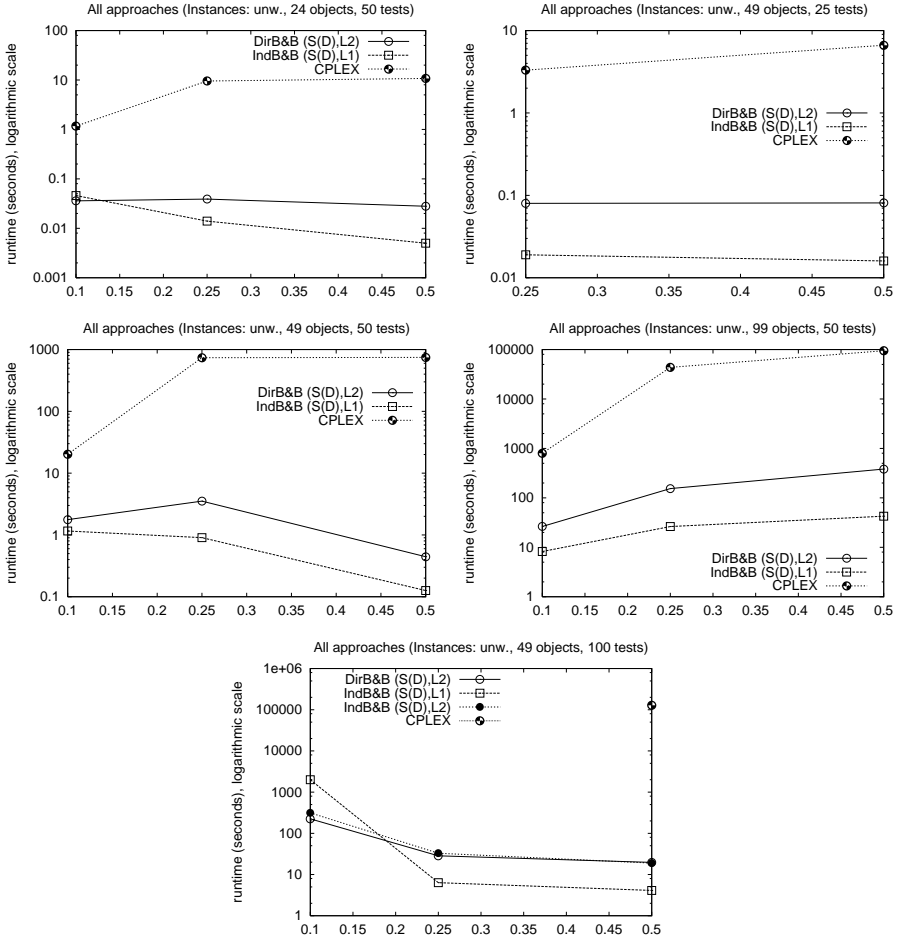 All approaches (Instances: unw., 24 objects, 50 tests)
runtime (seconds), logarithmic scale
100
10
1
0.1
0.01
0.001
0.1 0.15 0.2 0.25 0.3 0.35 0.4 0.45 0.5
DirB&B (S(D),L2)
IndB&B (S(D),L1)
CPLEX
All approaches (Instances: unw., 49 objects, 25 tests)
runtime (seconds), logarithmic scale
10
1
0.1
0.01
0.25 0.3 0.35 0.4 0.45 0.5
DirB&B (S(D),L2)
IndB&B (S(D),L1)
CPLEX
All approaches (Instances: unw., 49 objects, 50 tests)
runtime (seconds), logarithmic scale
1000
100
10
1
0.1
0.1 0.15 0.2 0.25 0.3 0.35 0.4 0.45 0.5
DirB&B (S(D),L2)
IndB&B (S(D),L1)
CPLEX
All approaches (Instances: unw., 99 objects, 50 tests)
runtime (seconds), logarithmic scale
100000
10000
1000
100
10
1
0.1 0.15 0.2 0.25 0.3 0.35 0.4 0.45 0.5
DirB&B (S(D),L2)
IndB&B (S(D),L1)
CPLEX
All approaches (Instances: unw., 49 objects, 100 tests)
runtime (seconds), logarithmic scale
1e+06
100000
10000
1000
100
10
1
0.1 0.15 0.2 0.25 0.3 0.35 0.4 0.45 0.5
DirB&B (S(D),L2)
IndB&B (S(D),L1)
IndB&B (S(D),L2)
CPLEX